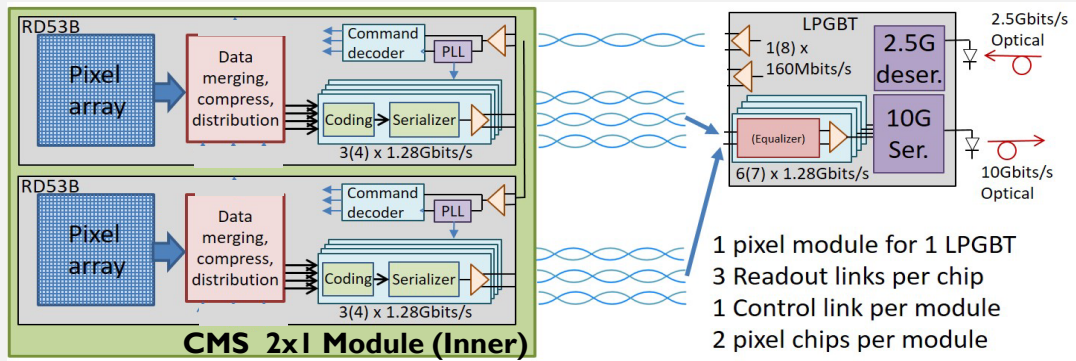 RD53B
Pixel
array
Data
merging,
compress,
distribution
Command
decoder
PLL
Coding
Serializer
3(4) x 1.28Gbits/s
RD53B
Pixel
array
Data
merging,
compress,
distribution
Command
decoder
PLL
Coding
Serializer
3(4) x 1.28Gbits/s
CMS 2x1 Module (Inner)
LPGBT
1(8) x
160Mbits/s
2.5G
deser.
2.5Gbits/s
Optical
(Equalizer)
10G
Ser.
6(7) x 1.28Gbits/s
10Gbits/s
Optical
1 pixel module for 1 LPGBT
3 Readout links per chip
1 Control link per module
2 pixel chips per module